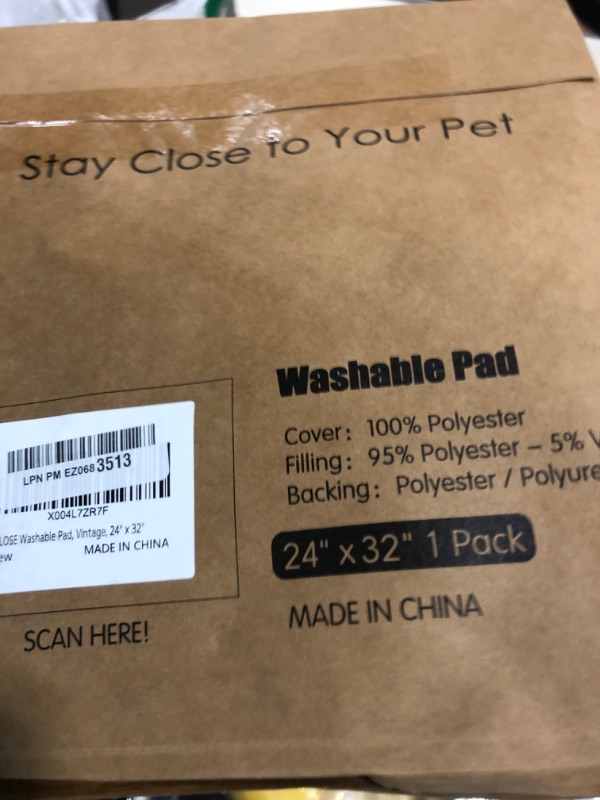 Stay Close to Your Pet
Washable Pad
Cover: 100% Polyester
Filling: 95% Polyester – 5% V
Backing: Polyester / Polyure
24" x 32" 1 Pack
MADE IN CHINA
LPN PM EZ068 3513
X004L7ZR7F
LOSE Washable Pad, Vintage, 24" x 32"
ew
MADE IN CHINA
SCAN HERE!